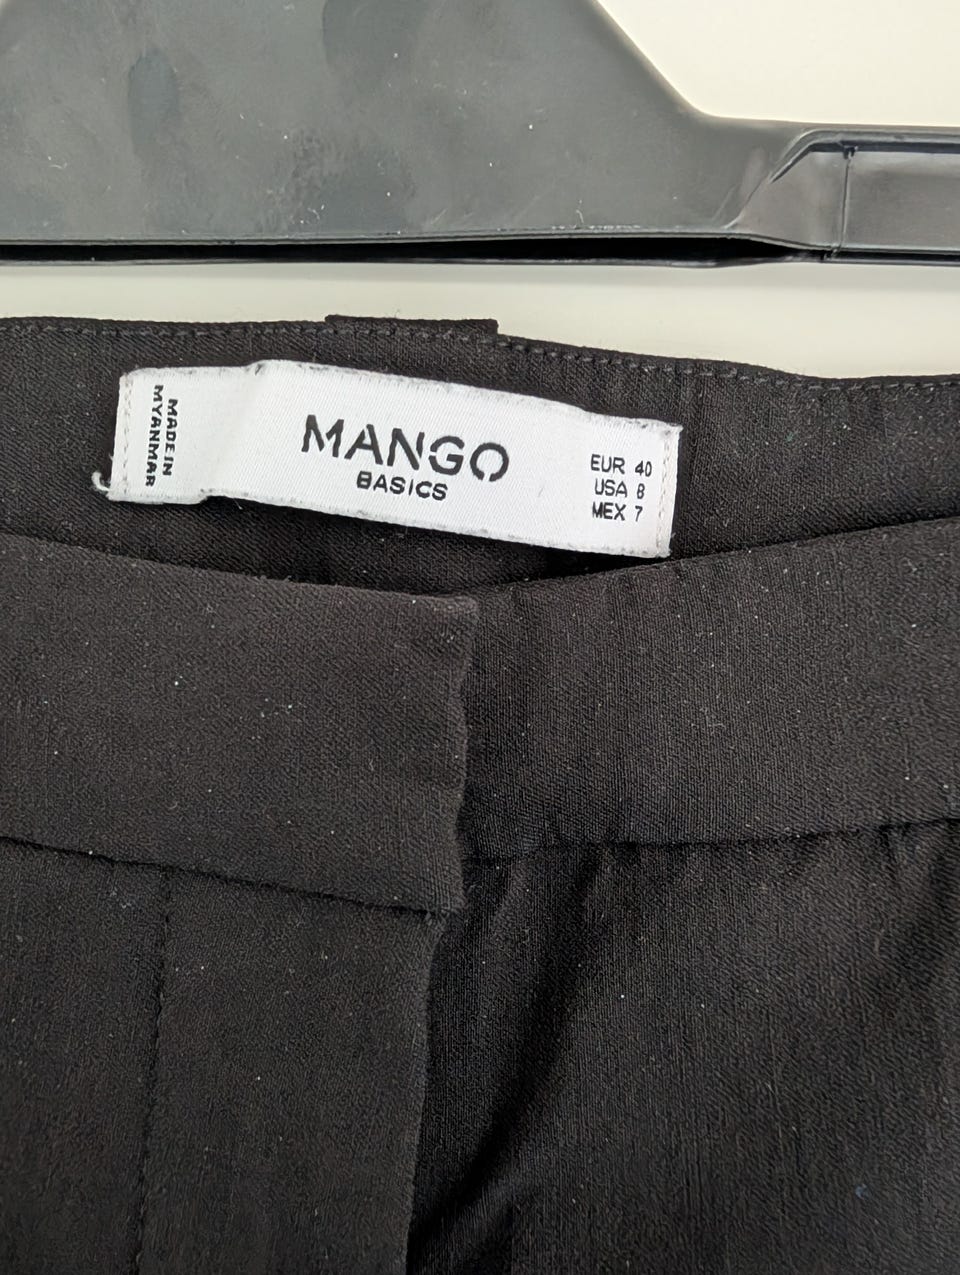 MADE IN
MYANMAR
MANGO
BASICS
EUR 40
USA 8
MEX 7